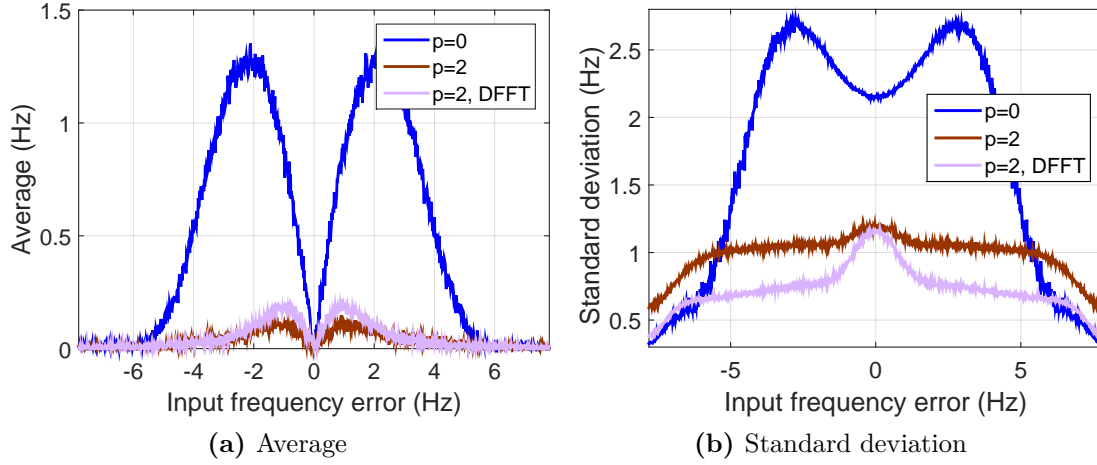 1.5
1
0.5
0
Average (Hz)
p=0
p=2
p=2, DFFT
-6 -4 -2 0 2 4 6
Input frequency error (Hz)
(a) Average
2.5
2
1.5
1
0.5
Standard deviation (Hz)
p=0
p=2
p=2, DFFT
-5 0 5
Input frequency error (Hz)
(b) Standard deviation